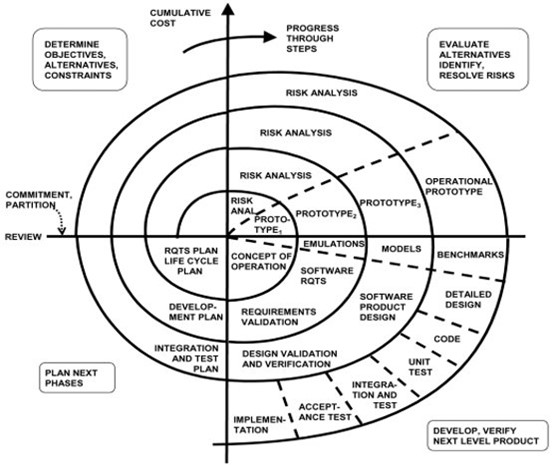 CUMULATIVE
COST
PROGRESS
THROUGH
STEPS
DETERMINE
OBJECTIVES,
ALTERNATIVES,
CONSTRAINTS
EVALUATE
ALTERNATIVES
IDENTIFY,
RESOLVE RISKS
RISK ANALYSIS
RISK ANALYSIS
RISK ANALYSIS
RISK
ANAL.
PROTO-
TYPE1
PROTOTYPE2
PROTOTYPE3
OPERATIONAL
PROTOTYPE
COMMITMENT,
PARTITION
REVIEW
EMULATIONS
MODELS
BENCHMARKS
RQTS PLAN
LIFE CYCLE
PLAN
CONCEPT OF
OPERATION
SOFTWARE
RQTS
DETAILED
DESIGN
SOFTWARE
PRODUCT
DESIGN
DEVELOP-
MENT PLAN
REQUIREMENTS
VALIDATION
CODE
INTEGRATION
AND TEST
PLAN
DESIGN VALIDATION
AND VERIFICATION
UNIT
TEST
INTEGRA-
TION AND
TEST
ACCEPT-
ANCE TEST
IMPLEMEN-
TATION
PLAN NEXT
PHASES
DEVELOP, VERIFY
NEXT LEVEL PRODUCT